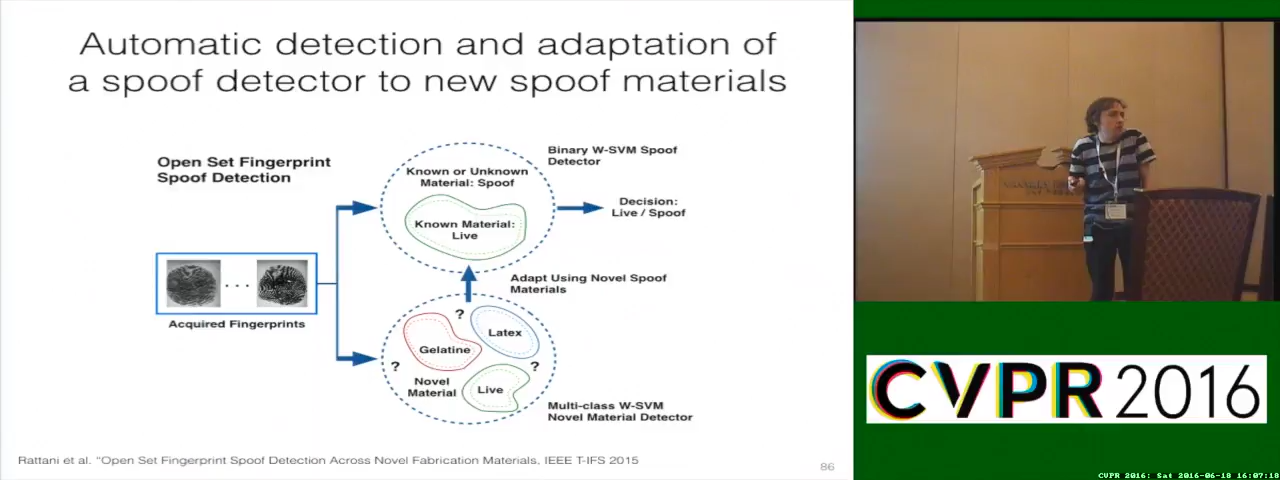 Automatic detection and adaptation of
a spoof detector to new spoof materials
Open Set Fingerprint
Spoof Detection
Acquired Fingerprints
Known or Unknown
Material: Spoof
Known Material:
Live
Binary W-SVM Spoof
Detector
Decision:
Live / Spoof
Adapt Using Novel Spoof
Materials
?
Latex
Gelatine
?
?
Novel
Material
Live
Multi-class W-SVM
Novel Material Detector
Rattani et al. "Open Set Fingerprint Spoof Detection Across Novel Fabrication Materials, IEEE T-IFS 2015
86
CVPR 2016
CVPR 2016: Sat 2016-06-18 16:07:18